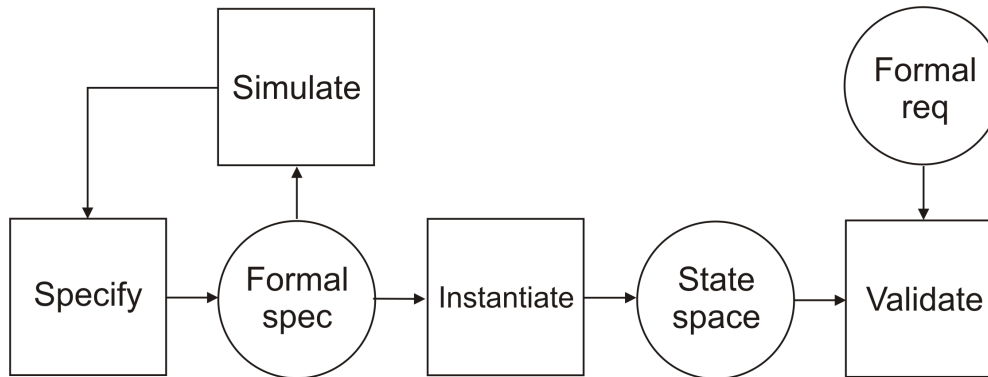 Simulate
Formal
req
Specify
Formal
spec
Instantiate
State
space
Validate